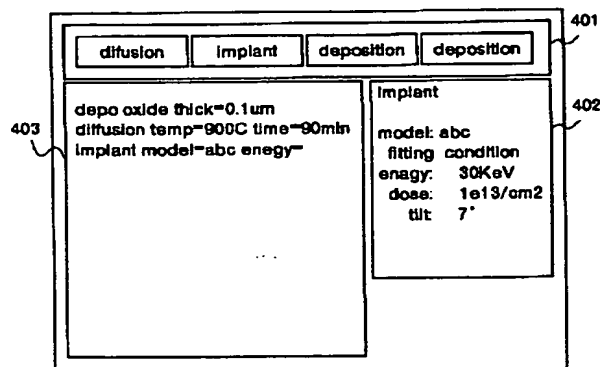 difusion implant deposition deposition
401
implant
402
model: abc
fitting condition
enagy: 30KeV
dose: 1e13/cm2
tilt: 7°
403
depo oxide thick=0.1um
diffusion temp=900C time=90min
implant model=abc enegy=
...